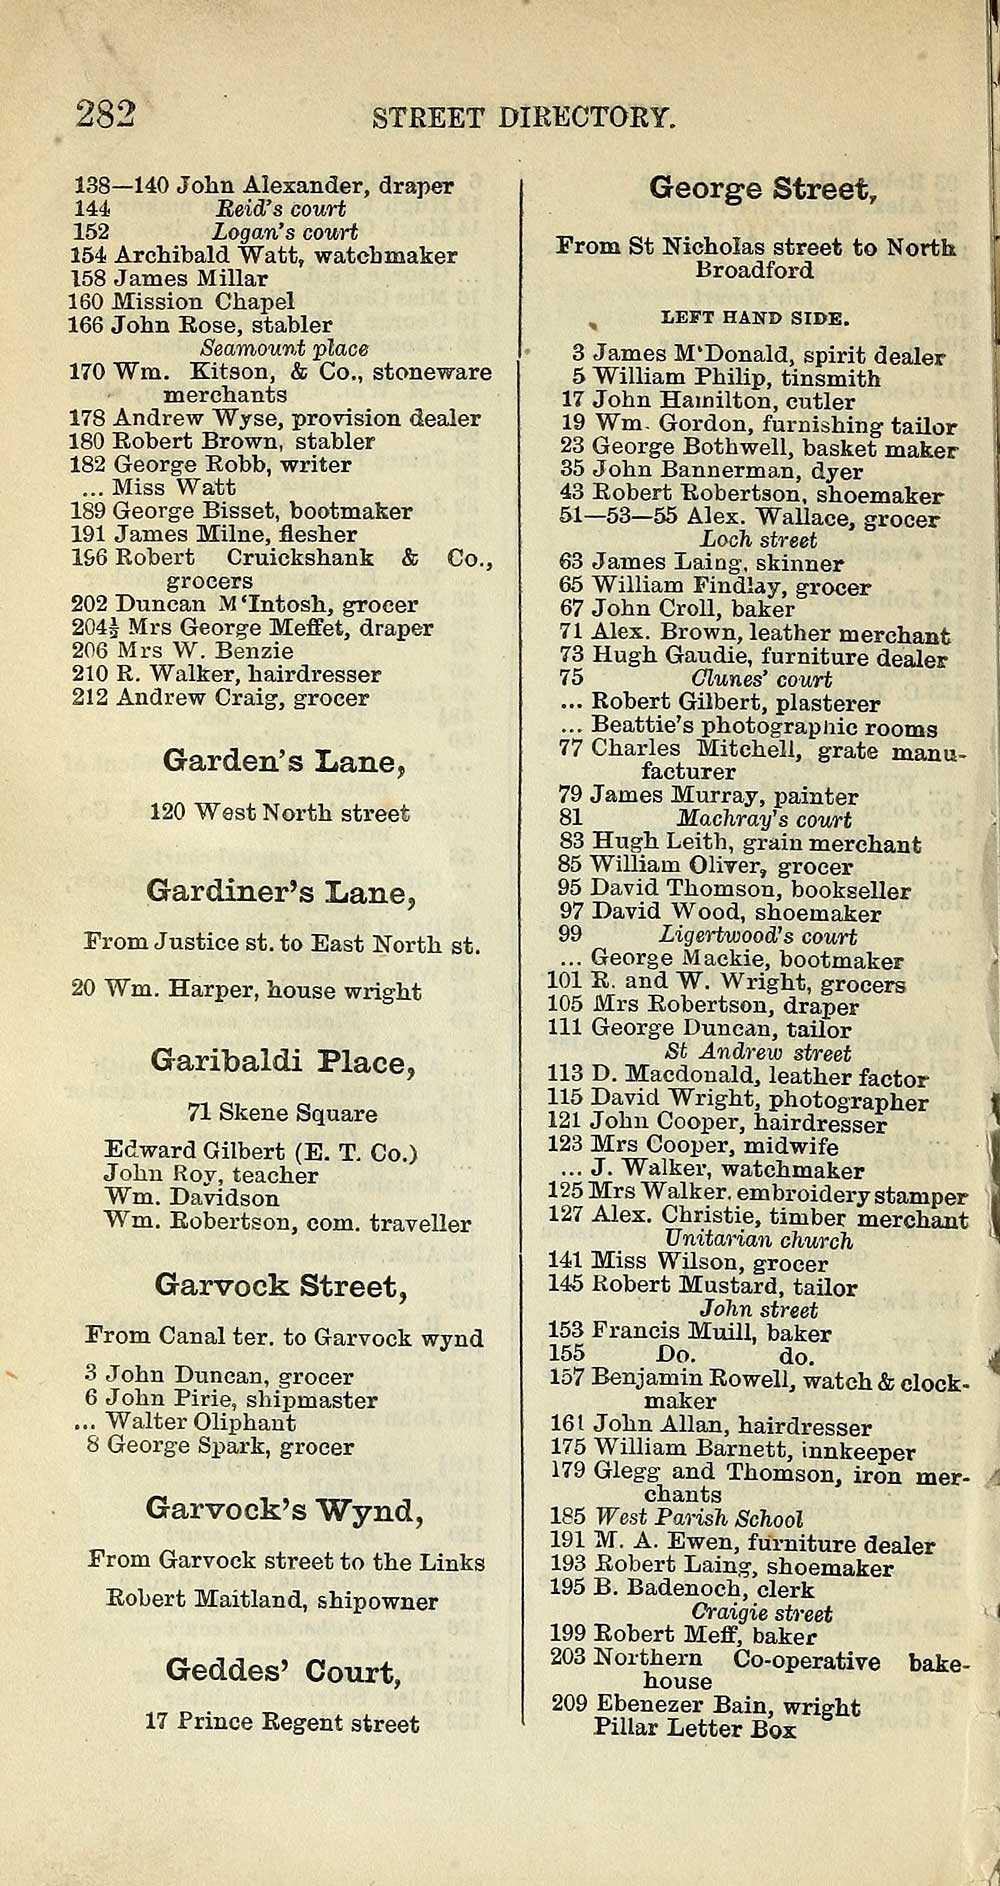 282
STREET DIRECTORY.
138—140 John Alexander, draper
144 Reid's court
152 Logan's court
154 Archibald Watt, watchmaker
158 James Millar
160 Mission Chapel
166 John Rose, stabler
Seamount place
170 Wm. Kitson, & Co., stoneware
merchants
178 Andrew Wyse, provision dealer
180 Robert Brown, stabler
182 George Robb, writer
... Miss Watt
189 George Bisset, bootmaker
191 James Milne, flesher
196 Robert Cruickshank & Co.,
grocers
202 Duncan M'Intosh, grocer
204½ Mrs George Meffet, draper
206 Mrs W. Benzie
210 R. Walker, hairdresser
212 Andrew Craig, grocer
Garden's Lane,
120 West North street
Gardiner's Lane,
From Justice st. to East North st.
20 Wm. Harper, house wright
Garibaldi Place,
71 Skene Square
Edward Gilbert (E. T. Co.)
John Roy, teacher
Wm. Davidson
Wm. Robertson, com. traveller
Garvock Street,
From Canal ter. to Garvock wynd
3 John Duncan, grocer
6 John Pirie, shipmaster
... Walter Oliphant
8 George Spark, grocer
Garvock's Wynd,
From Garvock street to the Links
Robert Maitland, shipowner
Geddes' Court,
17 Prince Regent street
George Street,
From St Nicholas street to North
Broadford
LEFT HAND SIDE.
3 James M'Donald, spirit dealer
5 William Philip, tinsmith
17 John Hamilton, cutler
19 Wm. Gordon, furnishing tailor
23 George Bothwell, basket maker
35 John Bannerman, dyer
43 Robert Robertson, shoemaker
51—53—55 Alex. Wallace, grocer
Loch street
63 James Laing, skinner
65 William Findlay, grocer
67 John Croll, baker
71 Alex. Brown, leather merchant
73 Hugh Gaudie, furniture dealer
75 Clunes' court
... Robert Gilbert, plasterer
... Beattie's photographic rooms
77 Charles Mitchell, grate manu-
facturer
79 James Murray, painter
81 Machray's court
83 Hugh Leith, grain merchant
85 William Oliver, grocer
95 David Thomson, bookseller
97 David Wood, shoemaker
99 Ligertwood's court
... George Mackie, bootmaker
101 R. and W. Wright, grocers
105 Mrs Robertson, draper
111 George Duncan, tailor
St Andrew street
113 D. Macdonald, leather factor
115 David Wright, photographer
121 John Cooper, hairdresser
123 Mrs Cooper, midwife
... J. Walker, watchmaker
125 Mrs Walker, embroidery stamper
127 Alex. Christie, timber merchant
Unitarian church
141 Miss Wilson, grocer
145 Robert Mustard, tailor
John street
153 Francis Muill, baker
155 Do. do.
157 Benjamin Rowell, watch & clock-
maker
161 John Allan, hairdresser
175 William Barnett, innkeeper
179 Glegg and Thomson, iron mer-
chants
185 West Parish School
191 M. A. Ewen, furniture dealer
193 Robert Laing, shoemaker
195 B. Badenoch, clerk
Craigie street
199 Robert Meff, baker
203 Northern Co-operative bake-
house
209 Ebenezer Bain, wright
Pillar Letter Box